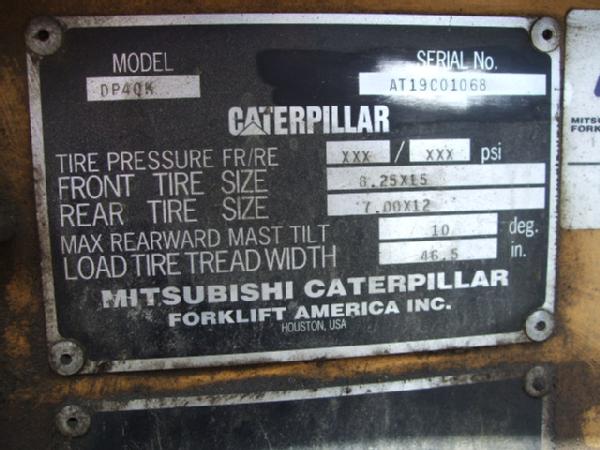 MODEL SERIAL No.
DP40K AT19C01068
CATERPILLAR
TIRE PRESSURE FR/RE XXX / XXX psi
FRONT TIRE SIZE 8.25X15
REAR TIRE SIZE 7.00X12
MAX REARWARD MAST TILT 10 deg.
LOAD TIRE TREAD WIDTH 46.5 in.
MITSUBISHI CATERPILLAR
FORKLIFT AMERICA INC.
HOUSTON, USA
MITSU
FORK